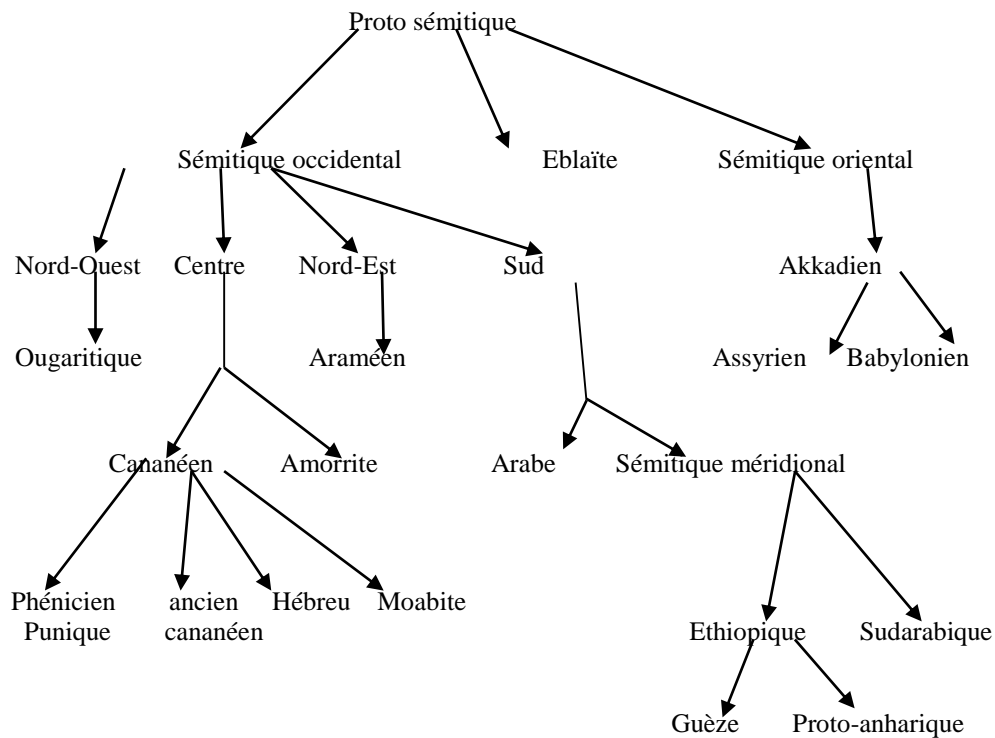 Proto sémitique
Sémitique occidental Eblaïte Sémitique oriental
Nord-Ouest Centre Nord-Est Sud Akkadien
Ougaritique Araméen Assyrien Babylonien
Cananéen Amorrite Arabe Sémitique méridional
Phénicien ancien Hébreu Moabite
Punique cananéen Ethiopique Sudarabique
Guèze Proto-anharique